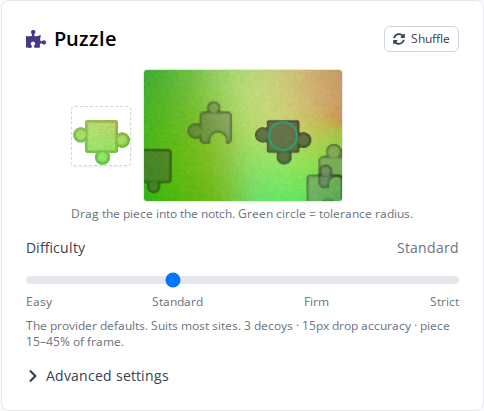 Puzzle
Shuffle
Drag the piece into the notch. Green circle = tolerance radius.
Difficulty
Standard
Easy
Standard
Firm
Strict
The provider defaults. Suits most sites. 3 decoys · 15px drop accuracy · piece
15–45% of frame.
Advanced settings